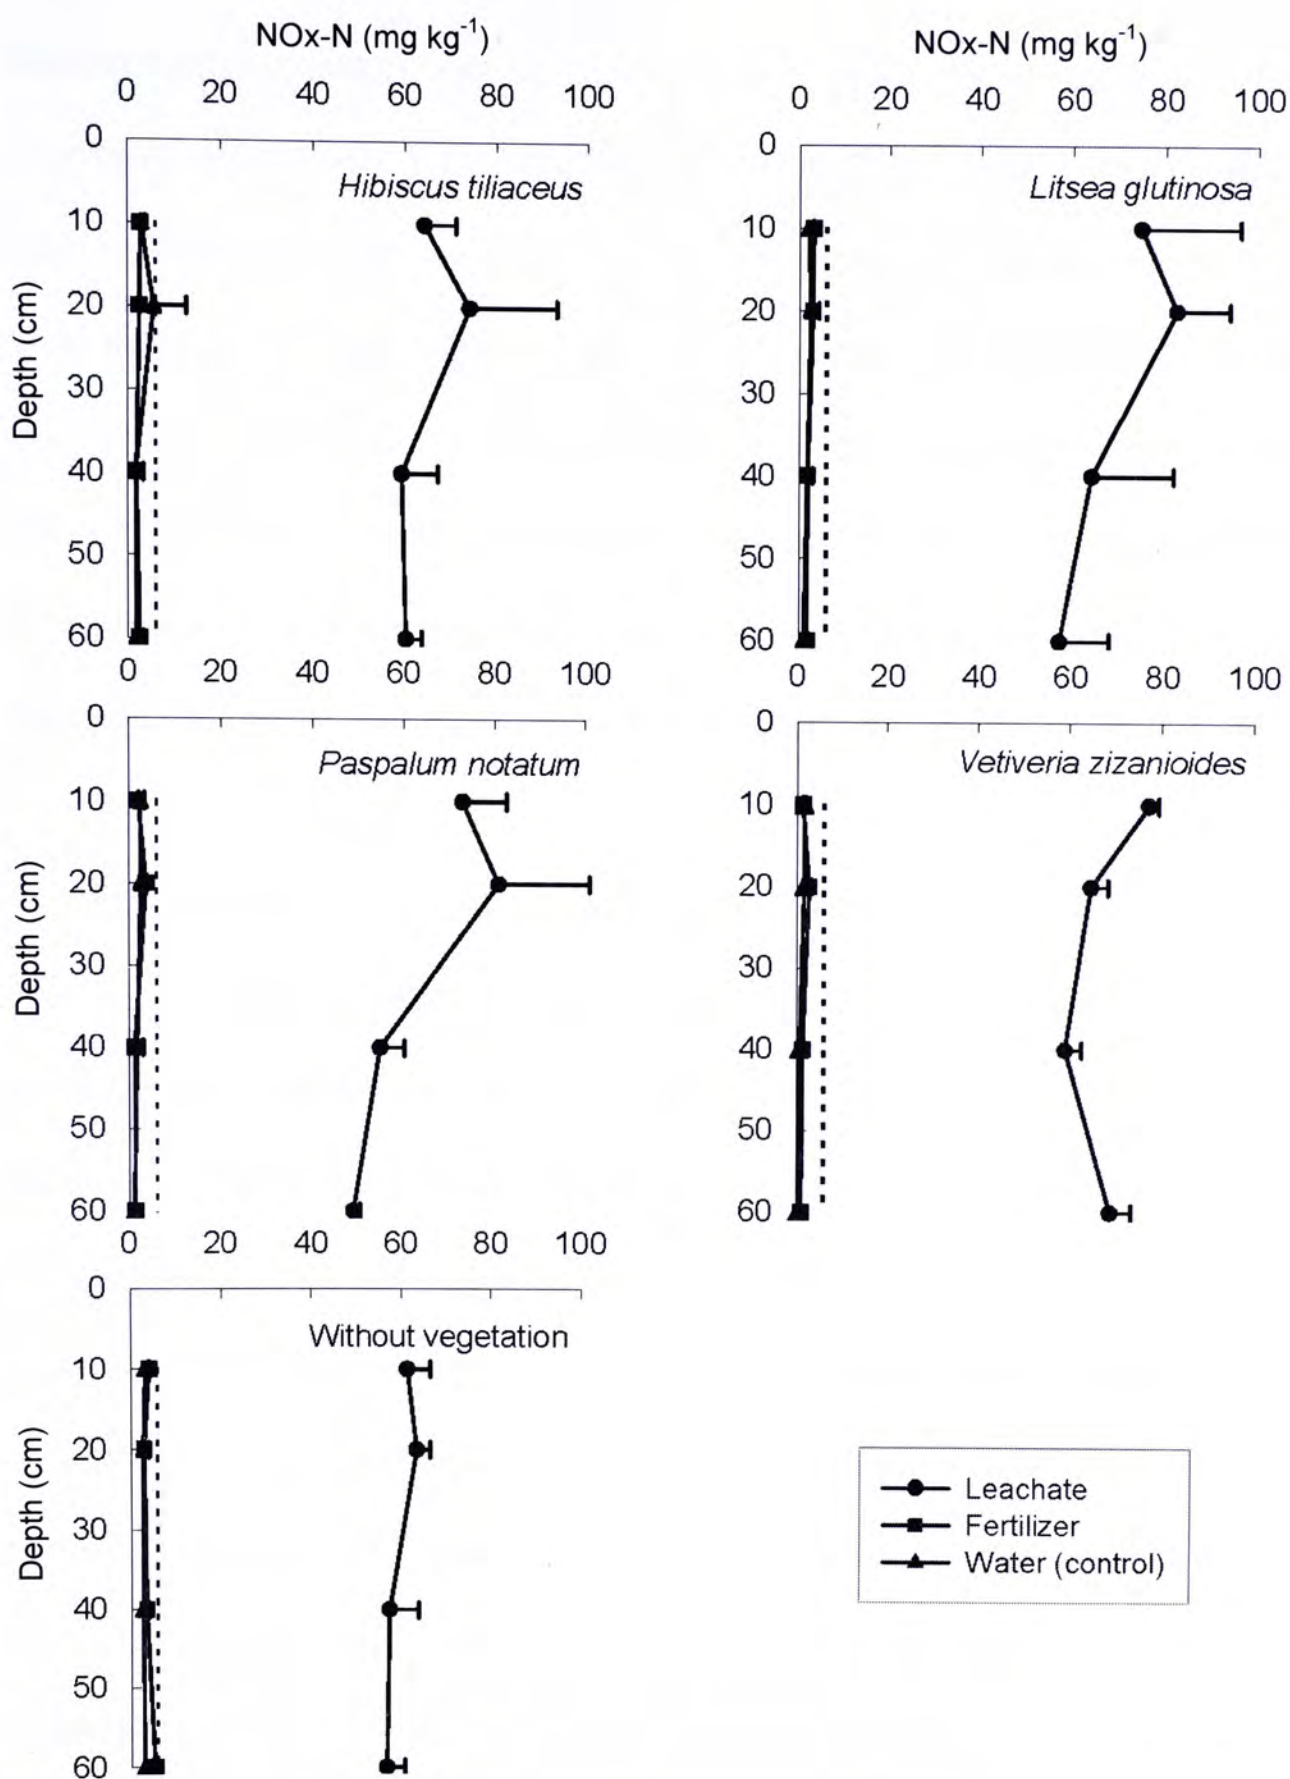 NOx-N (mg kg⁻¹)
0 20 40 60 80 100
Hibiscus tiliaceus
Depth (cm)
0
10
20
30
40
50
60
NOx-N (mg kg⁻¹)
0 20 40 60 80 100
Litsea glutinosa
0
10
20
30
40
50
60
0 20 40 60 80 100
Paspalum notatum
Depth (cm)
0
10
20
30
40
50
60
0 20 40 60 80 100
Vetiveria zizanioides
0
10
20
30
40
50
60
0 20 40 60 80 100
Without vegetation
Depth (cm)
0
10
20
30
40
50
60
Leachate
Fertilizer
Water (control)